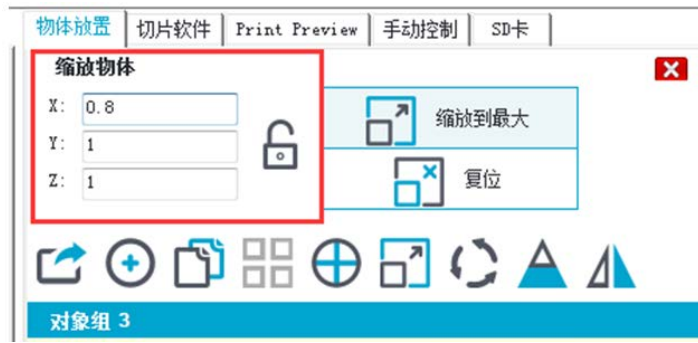 物体放置 切片软件 Print Preview 手动控制 SD卡
缩放物体
X: 0.8
缩放到最大
Y: 1
Z: 1
复位
对象组 3